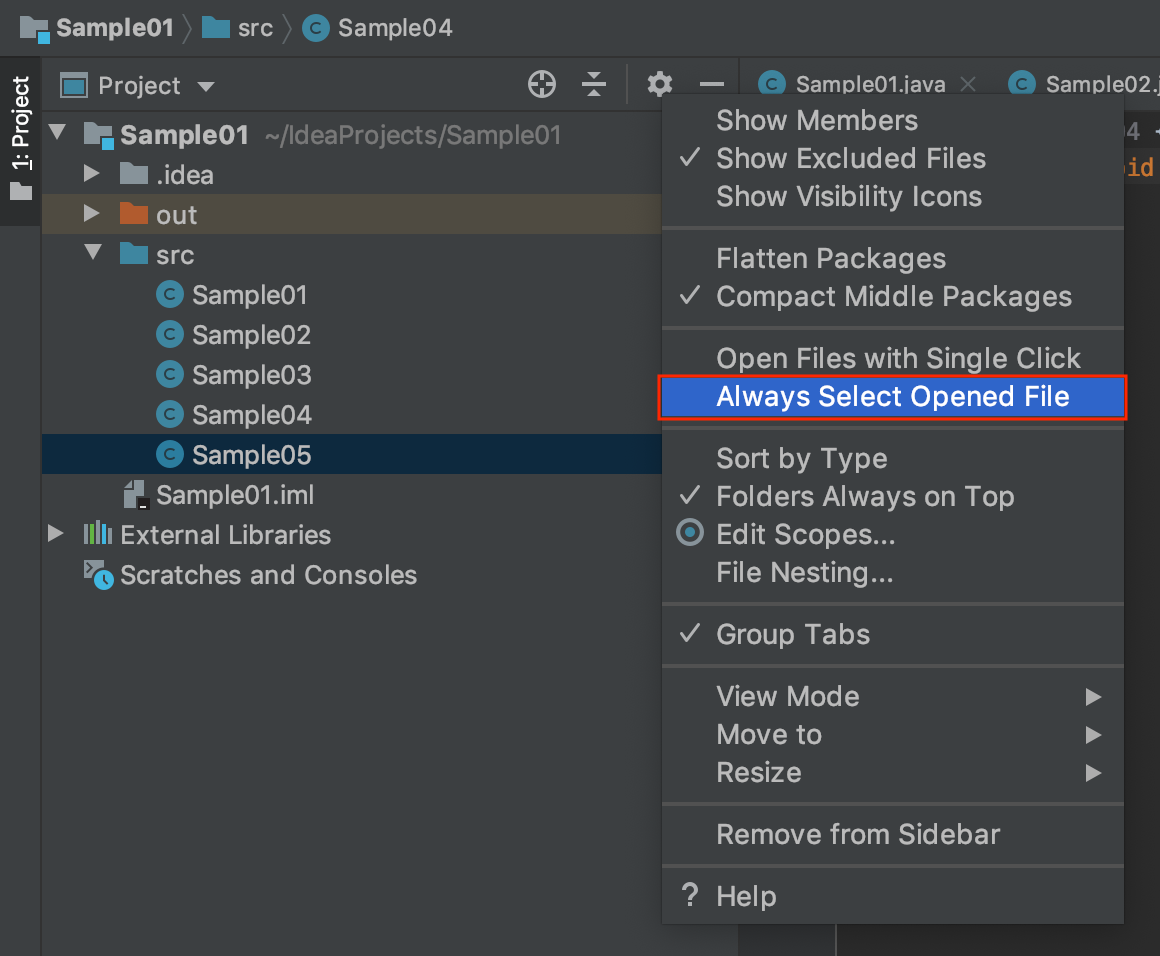 Sample01 src Sample04
1: Project
Project
Sample01.java
Sample02.j
Sample01 ~/IdeaProjects/Sample01
.idea
out
src
Sample01
Sample02
Sample03
Sample04
Sample05
Sample01.iml
External Libraries
Scratches and Consoles
Show Members
Show Excluded Files
Show Visibility Icons
Flatten Packages
Compact Middle Packages
Open Files with Single Click
Always Select Opened File
Sort by Type
Folders Always on Top
Edit Scopes...
File Nesting...
Group Tabs
View Mode
Move to
Resize
Remove from Sidebar
? Help